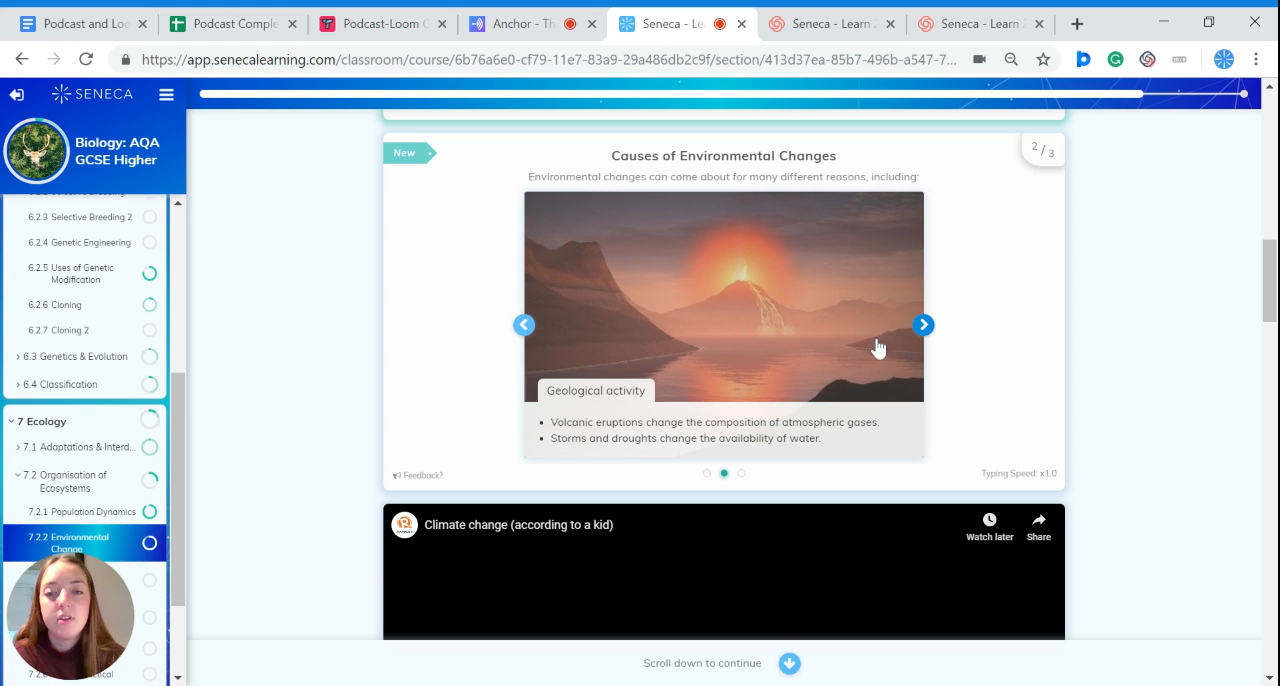 Podcast and Lo
Podcast Comple
Podcast-Loom C
Anchor - Th
Seneca - Le
Seneca - Learn 2
Seneca - Learn 2
https://app.senecalearning.com/classroom/course/6b76a6e0-cf79-11e7-83a9-29a486db2c9f/section/413d37ea-85b7-496b-a547-7...
SENECA
Biology: AQA
GCSE Higher
6.2.3 Selective Breeding 2
6.2.4 Genetic Engineering
6.2.5 Uses of Genetic
Modification
6.2.6 Cloning
6.2.7 Cloning 2
6.3 Genetics & Evolution
6.4 Classification
7 Ecology
7.1 Adaptations & Interd...
7.2 Organisation of
Ecosystems
7.2.1 Population Dynamics
7.2.2 Environmental
Change
New
Causes of Environmental Changes
2 / 3
Environmental changes can come about for many different reasons, including:
Geological activity
• Volcanic eruptions change the composition of atmospheric gases.
• Storms and droughts change the availability of water.
Feedback?
Typing Speed: x1.0
Climate change (according to a kid)
Watch later
Share
Scroll down to continue